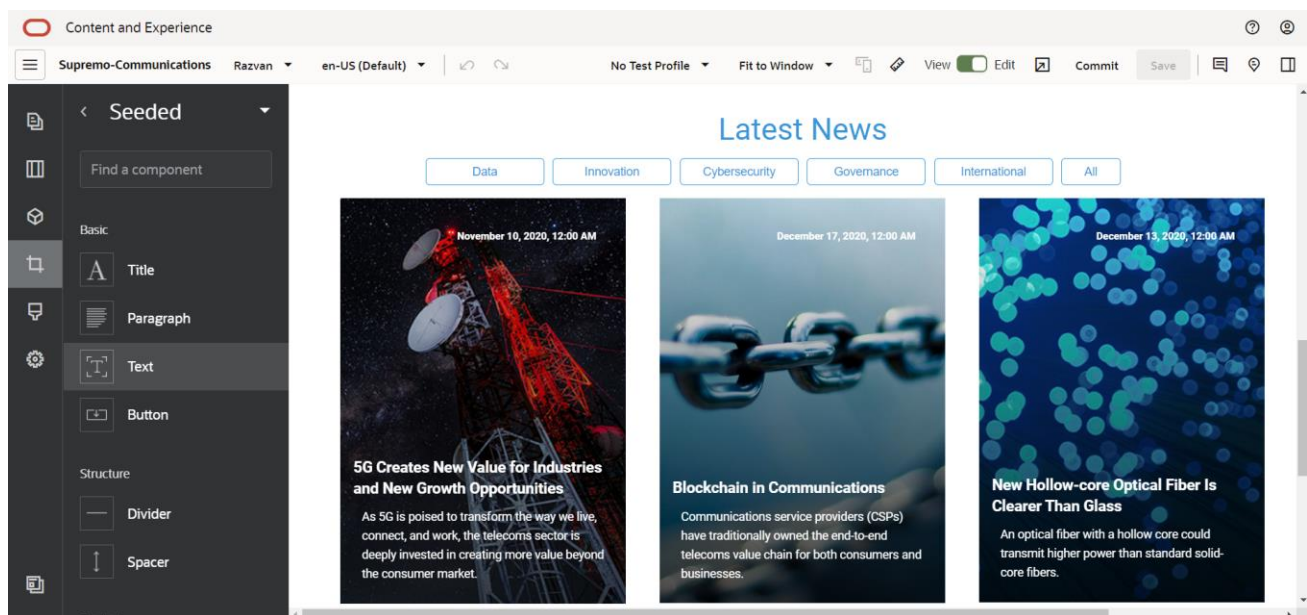 Content and Experience
Supremo-Communications Razvan en-US (Default) No Test Profile Fit to Window View Edit Commit Save
Seeded
Find a component
Basic
Title
Paragraph
Text
Button
Structure
Divider
Spacer
Latest News
Data Innovation Cybersecurity Governance International All
November 10, 2020, 12:00 AM
5G Creates New Value for Industries
and New Growth Opportunities
As 5G is poised to transform the way we live,
connect, and work, the telecoms sector is
deeply invested in creating more value beyond
the consumer market.
December 17, 2020, 12:00 AM
Blockchain in Communications
Communications service providers (CSPs)
have traditionally owned the end-to-end
telecoms value chain for both consumers and
businesses.
December 13, 2020, 12:00 AM
New Hollow-core Optical Fiber Is
Clearer Than Glass
An optical fiber with a hollow core could
transmit higher power than standard solid-
core fibers.